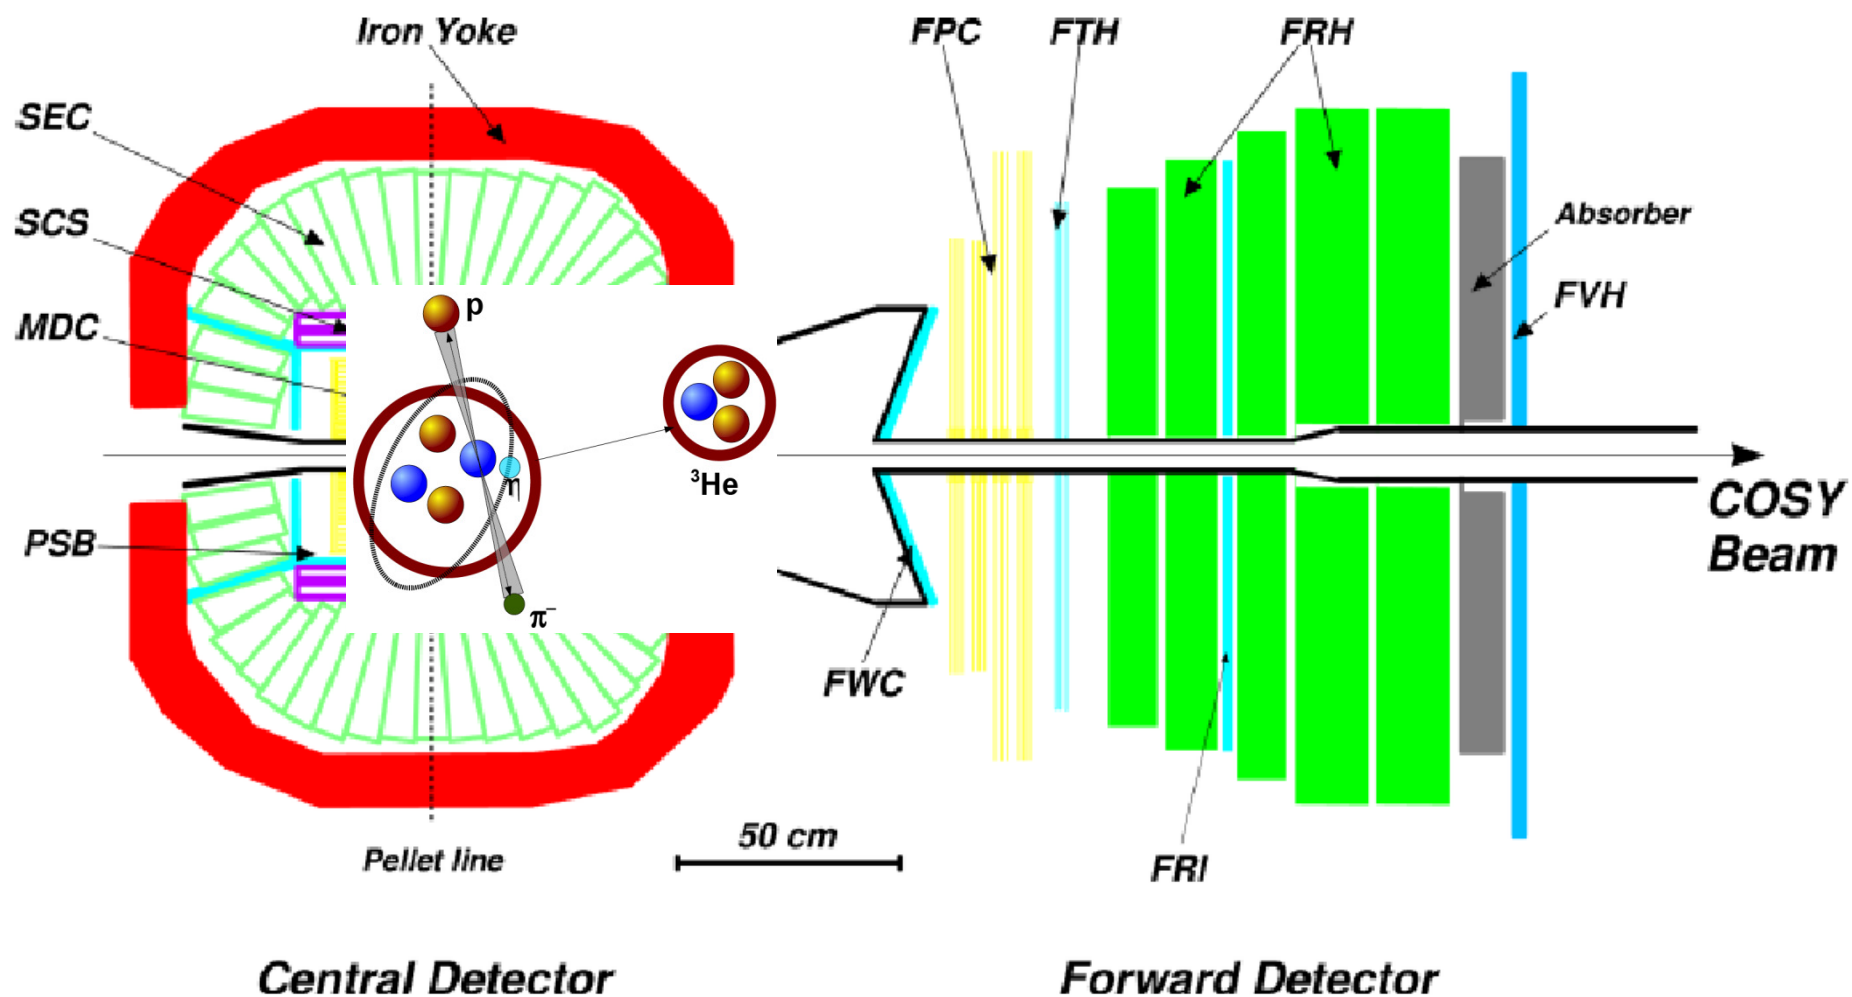 Iron Yoke
FPC
FTH
FRH
SEC
SCS
MDC
PSB
p
η
π⁻
³He
Absorber
FVH
COSY
Beam
FWC
FRI
50 cm
Pellet line
Central Detector
Forward Detector